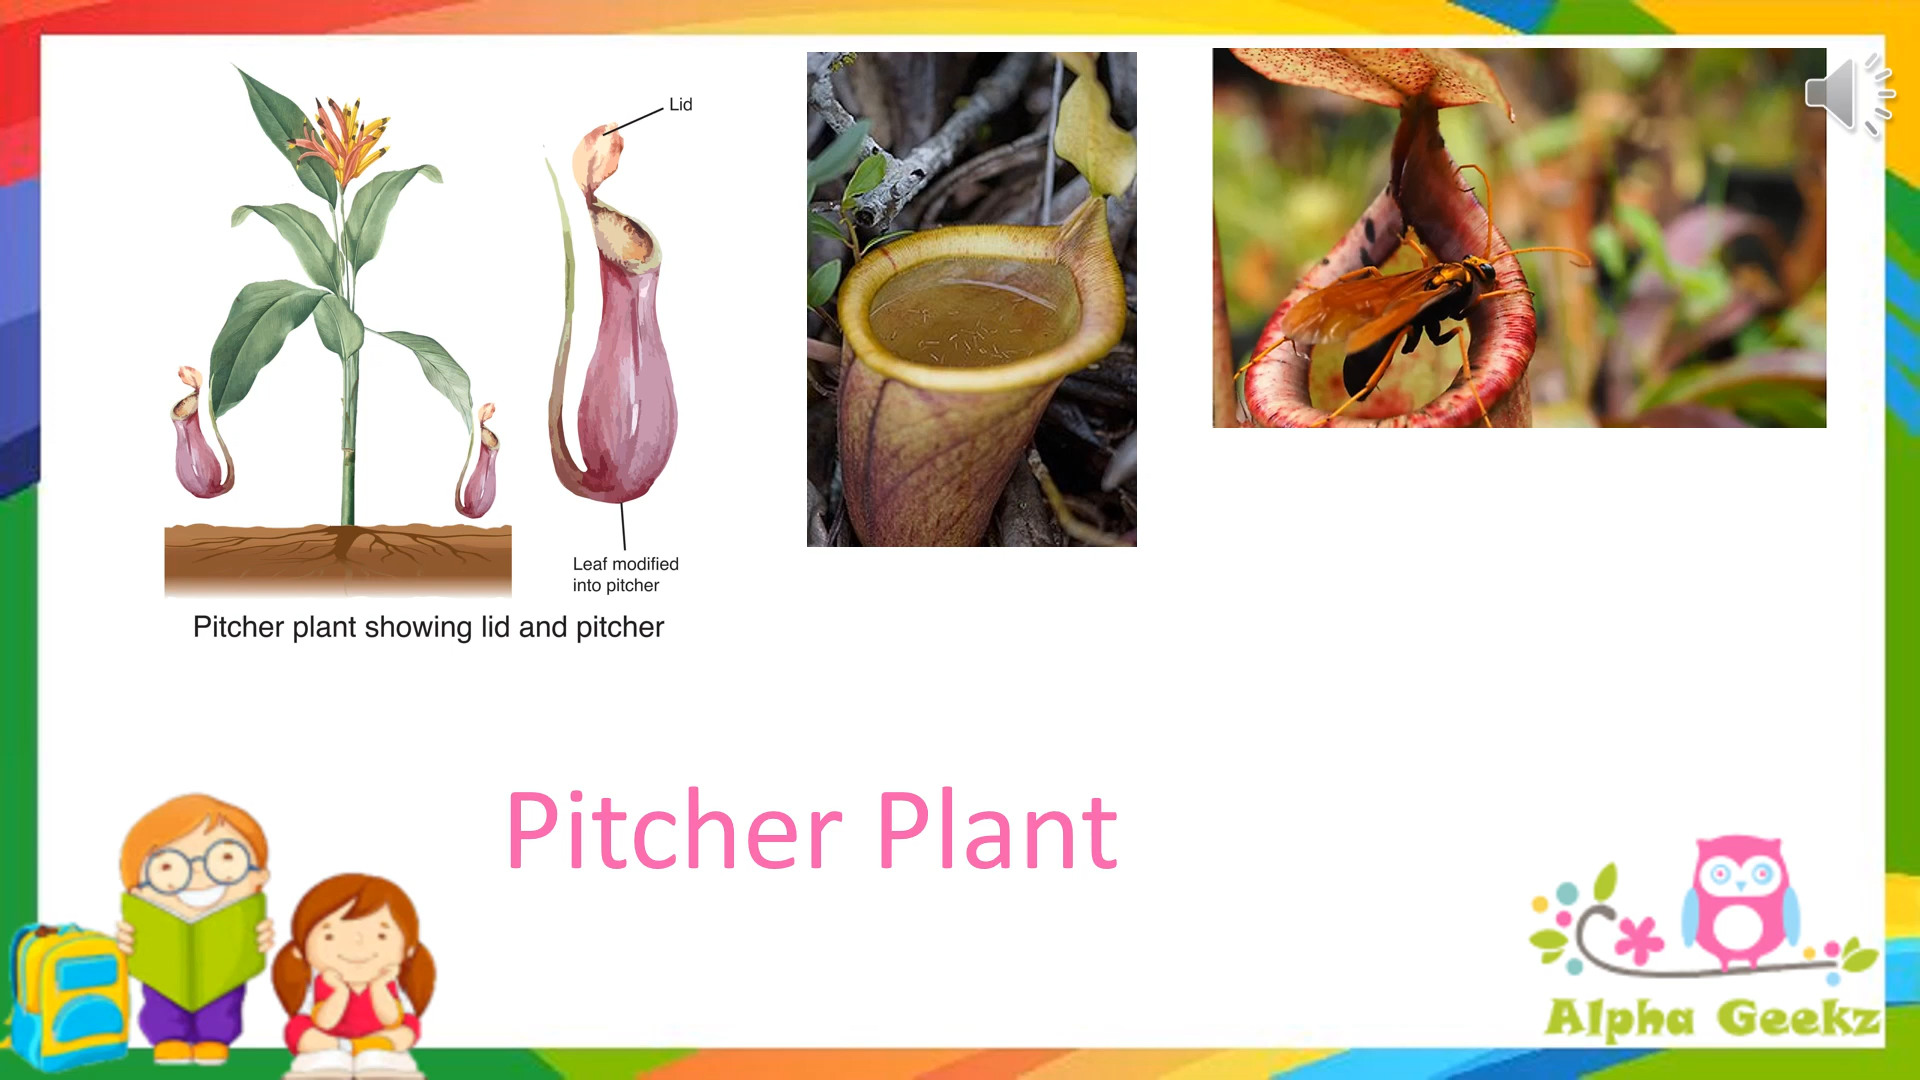 Lid
Leaf modified
into pitcher
Pitcher plant showing lid and pitcher
Pitcher Plant
Alpha Geekz